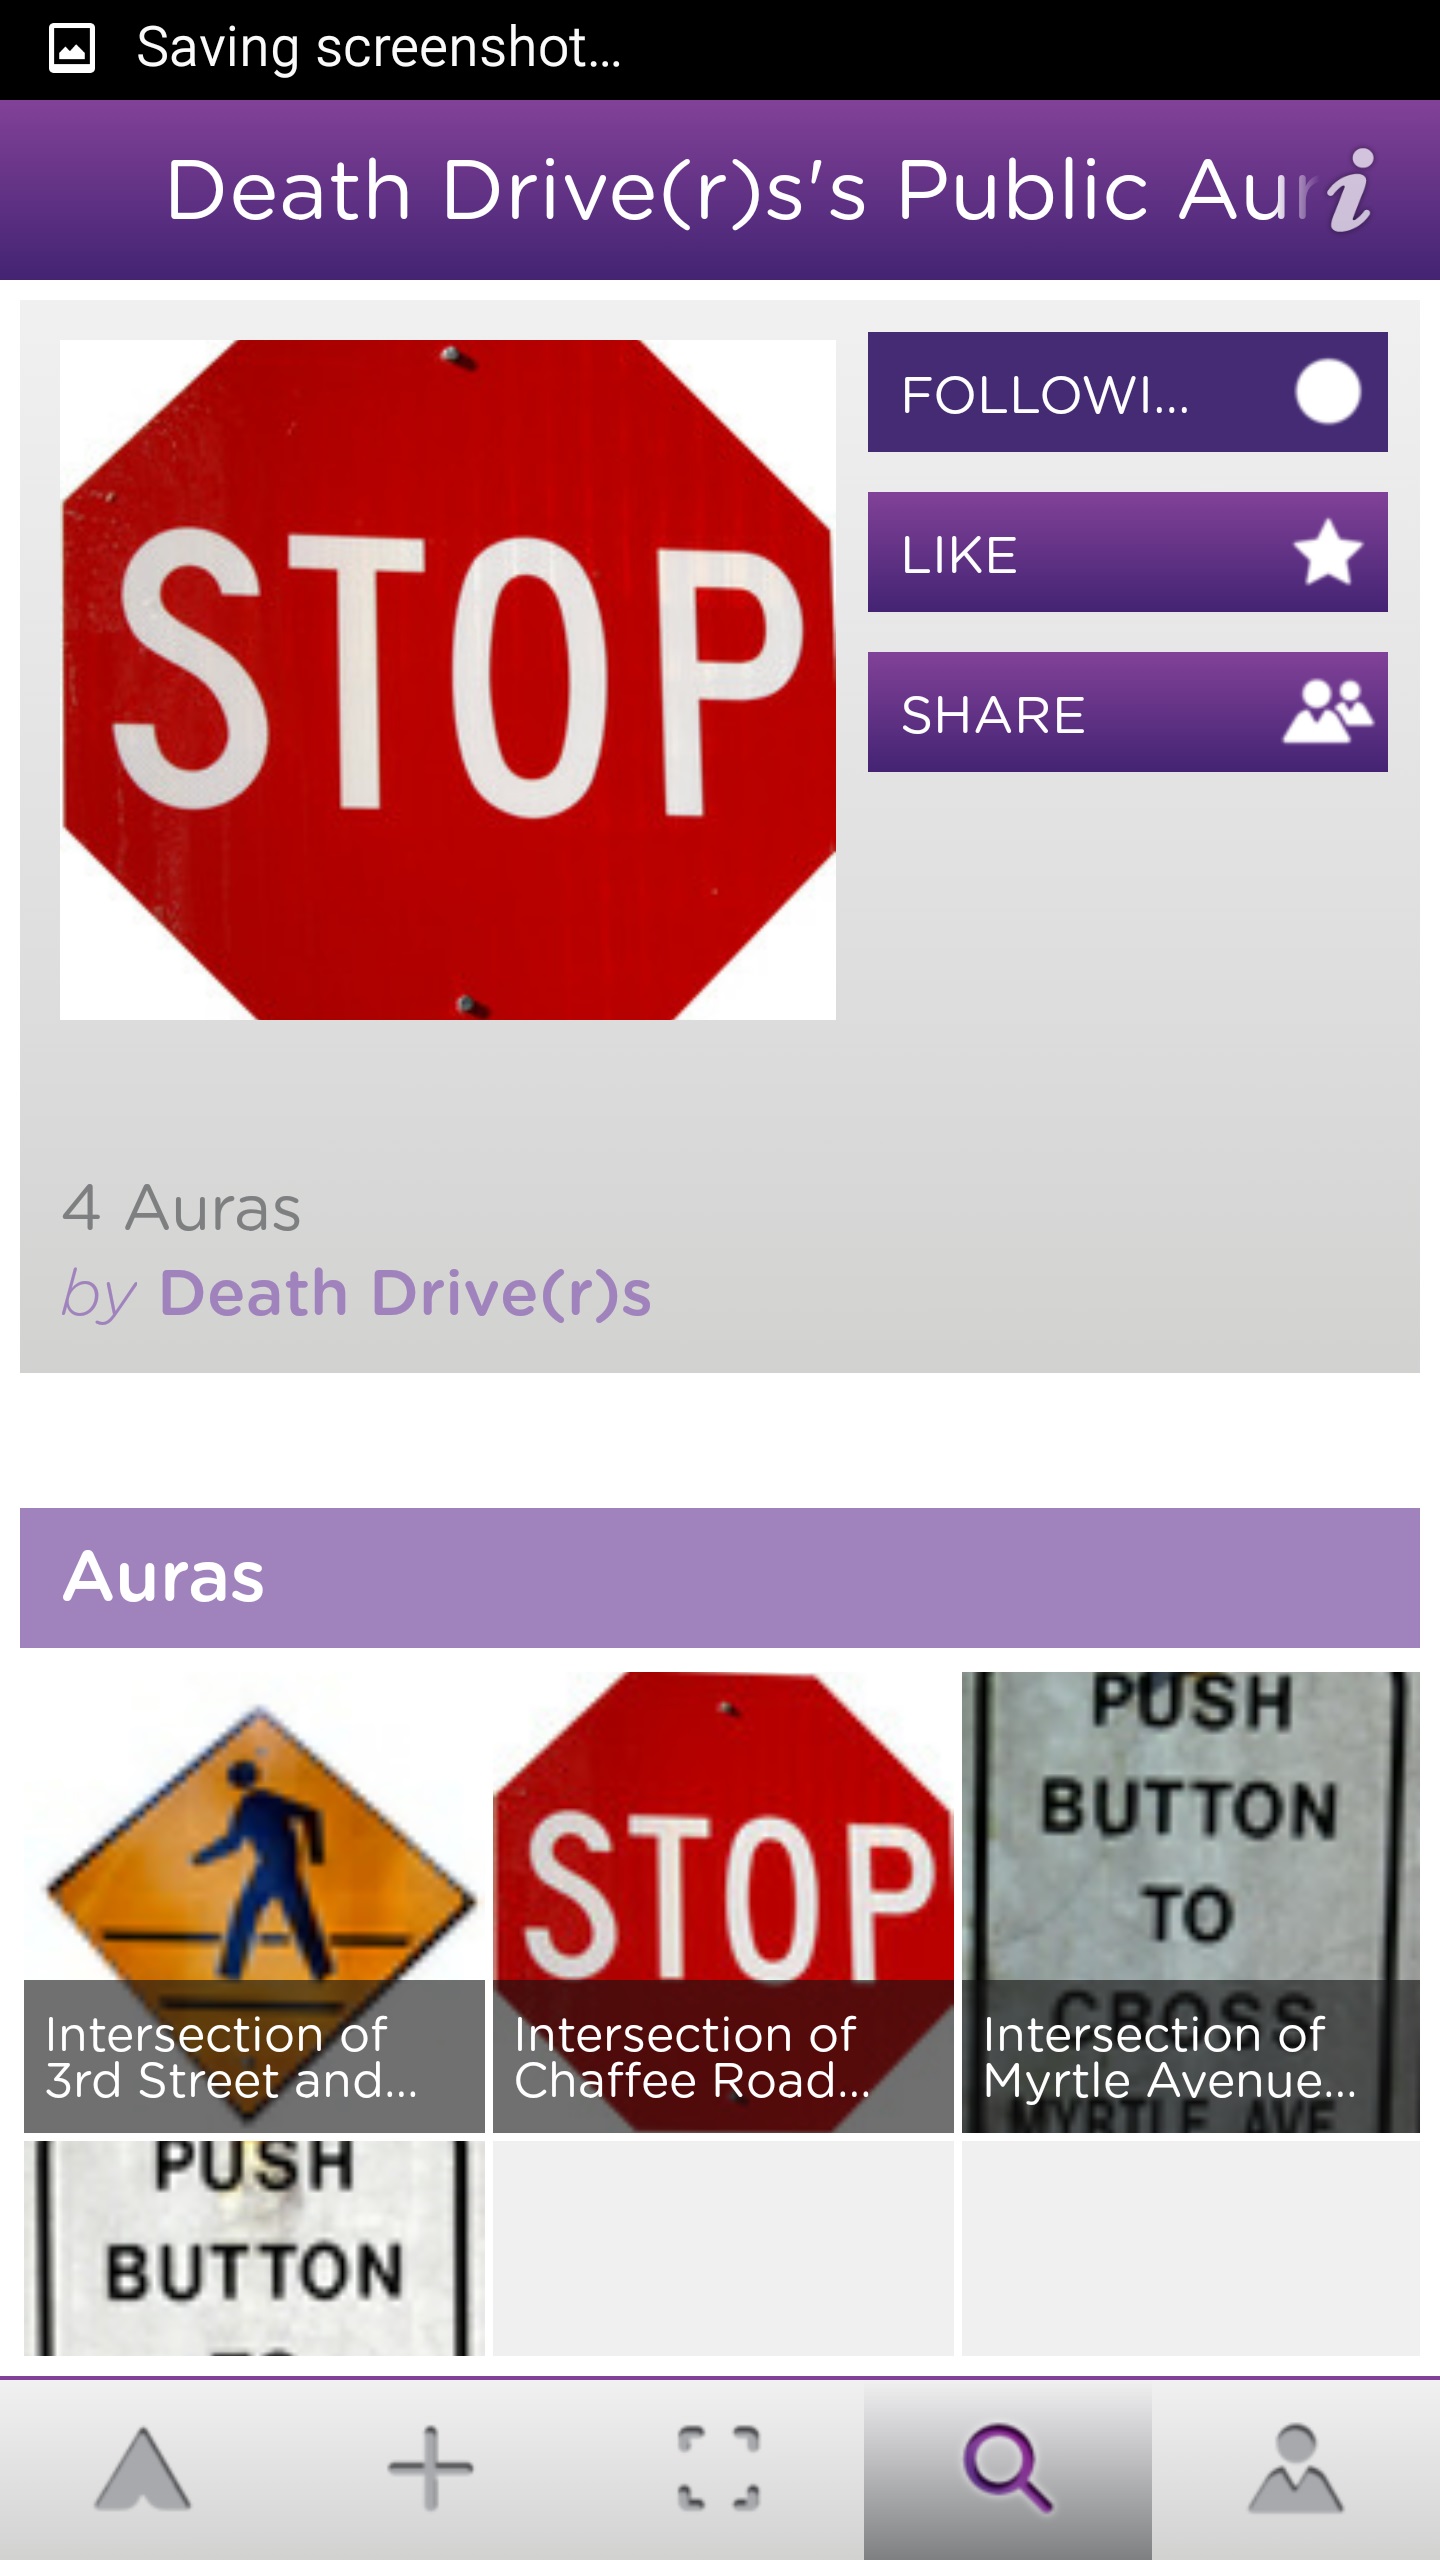 Saving screenshot...
Death Drive(r)s's Public Aur
STOP
FOLLOWI...
LIKE
SHARE
4 Auras
by Death Drive(r)s
Auras
Intersection of
3rd Street and...
STOP
Intersection of
Chaffee Road...
PUSH
BUTTON
TO
CROSS
MYRTLE AVE
Intersection of
Myrtle Avenue...
PUSH
BUTTON
TO